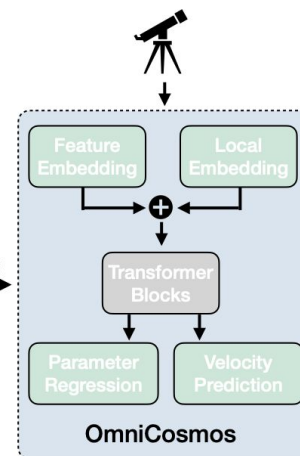 Feature
Embedding
Local
Embedding
Transformer
Blocks
Parameter
Regression
Velocity
Prediction
OmniCosmos